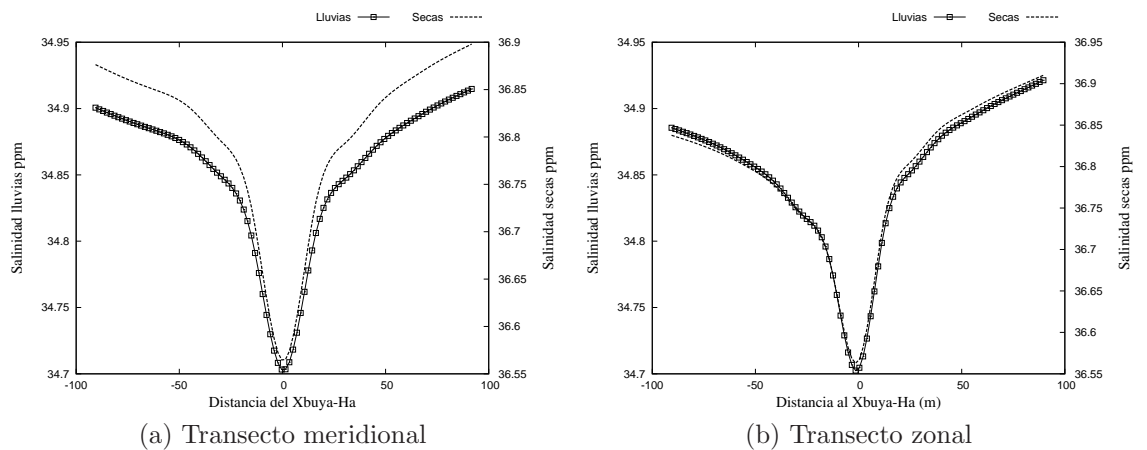 Lluvias Secas
34.95
34.9
34.85
34.8
34.75
34.7
Salinidad lluvias ppm
36.9
36.85
36.8
36.75
36.7
36.65
36.6
36.55
Salinidad secas ppm
-100 -50 0 50 100
Distancia del Xbuya-Ha
(a) Transecto meridional
Lluvias Secas
34.95
34.9
34.85
34.8
34.75
34.7
Salinidad lluvias ppm
36.95
36.9
36.85
36.8
36.75
36.7
36.65
36.6
36.55
Salinidad secas ppm
-100 -50 0 50 100
Distancia al Xbuya-Ha (m)
(b) Transecto zonal